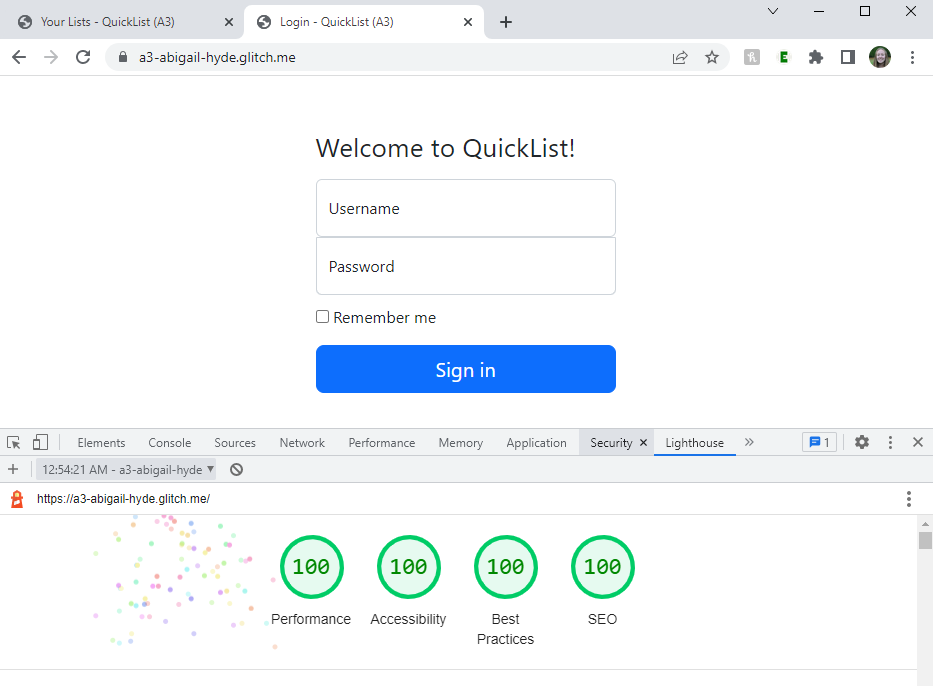 Your Lists - QuickList (A3)
Login - QuickList (A3)
a3-abigail-hyde.glitch.me
Welcome to QuickList!
Username
Password
Remember me
Sign in
Elements Console Sources Network Performance Memory Application Security Lighthouse 1
12:54:21 AM - a3-abigail-hyde
https://a3-abigail-hyde.glitch.me/
100 100 100 100
Performance Accessibility Best Practices SEO